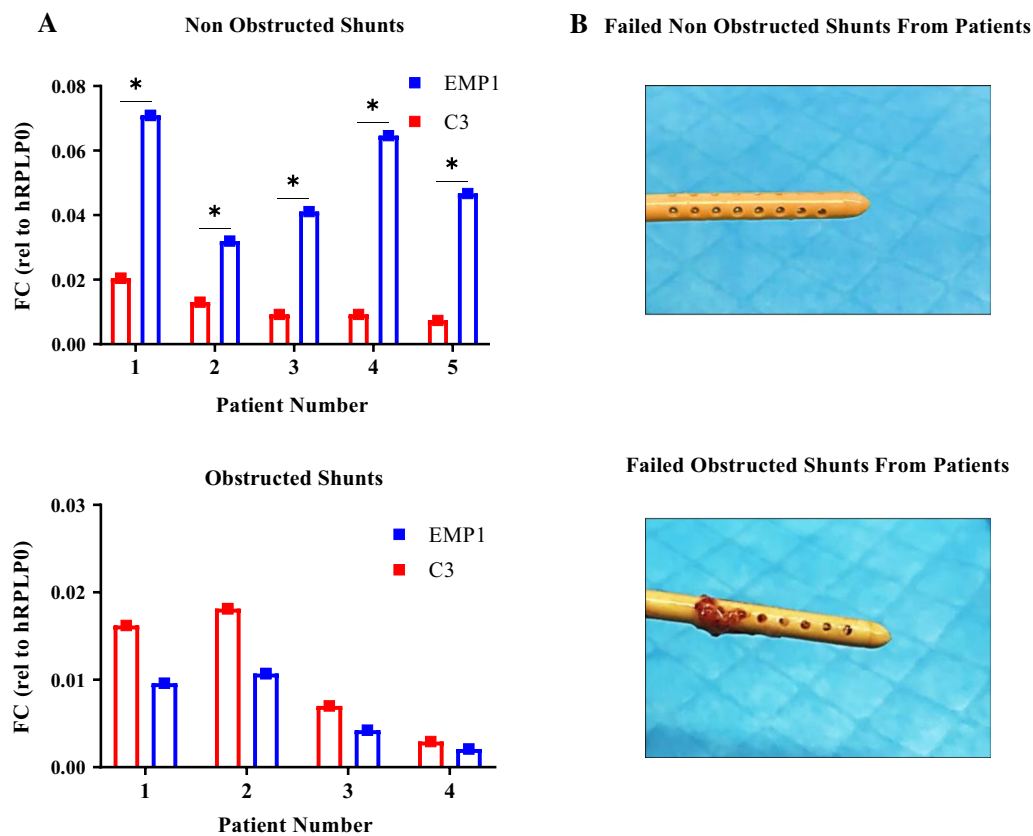 A
Non Obstructed Shunts
EMP1
C3
FC (rel to hRPLP0)
0.08
0.06
0.04
0.02
0.00
*
*
*
*
*
1 2 3 4 5
Patient Number
B Failed Non Obstructed Shunts From Patients
Obstructed Shunts
EMP1
C3
FC (rel to hRPLP0)
0.03
0.02
0.01
0.00
1 2 3 4
Patient Number
Failed Obstructed Shunts From Patients